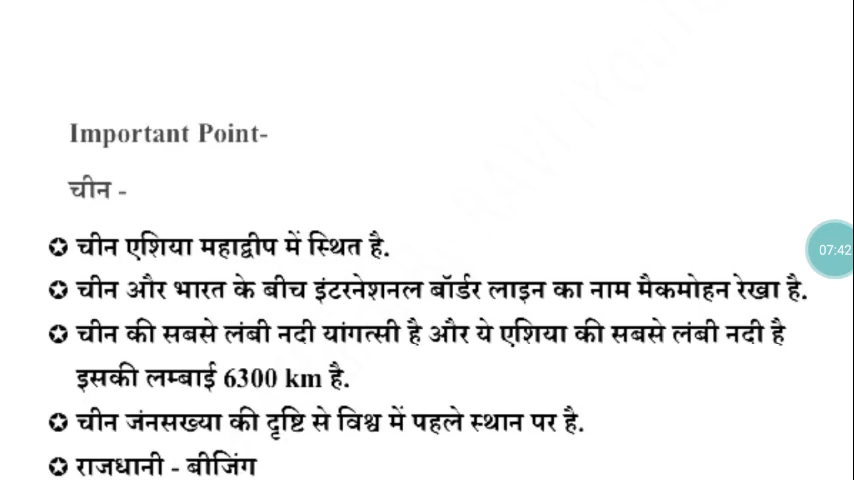 Important Point-
चीन -
✪ चीन एशिया महाद्वीप में स्थित है.
✪ चीन और भारत के बीच इंटरनेशनल बॉर्डर लाइन का नाम मैकमोहन रेखा है.
07:42
✪ चीन की सबसे लंबी नदी यांगत्सी है और ये एशिया की सबसे लंबी नदी है
इसकी लम्बाई 6300 km है.
✪ चीन जंनसख्या की दृष्टि से विश्व में पहले स्थान पर है.
✪ राजधानी - बीजिंग